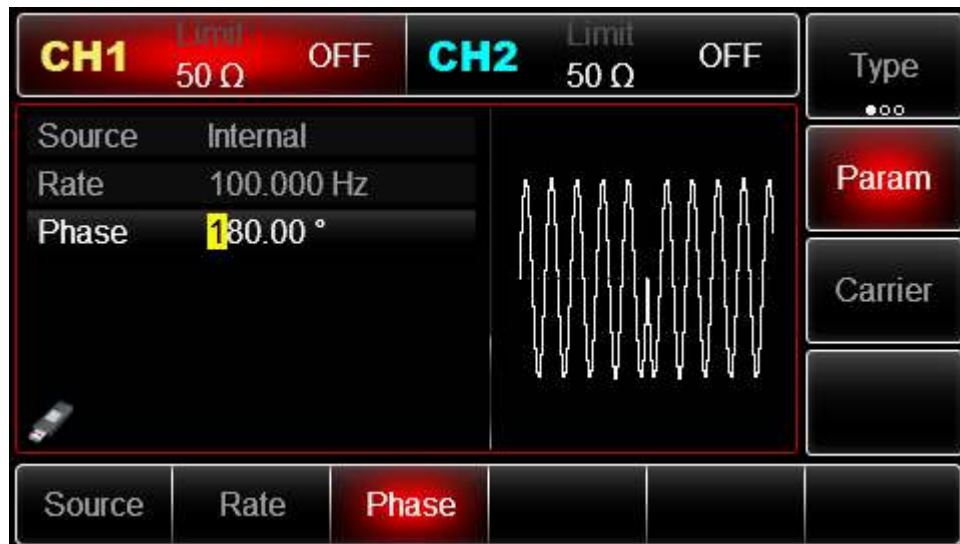 CH1 Limit 50 Ω OFF
CH2 Limit 50 Ω OFF
Type
Source Internal
Rate 100.000 Hz
Phase 180.00 °
Param
Carrier
Source Rate Phase